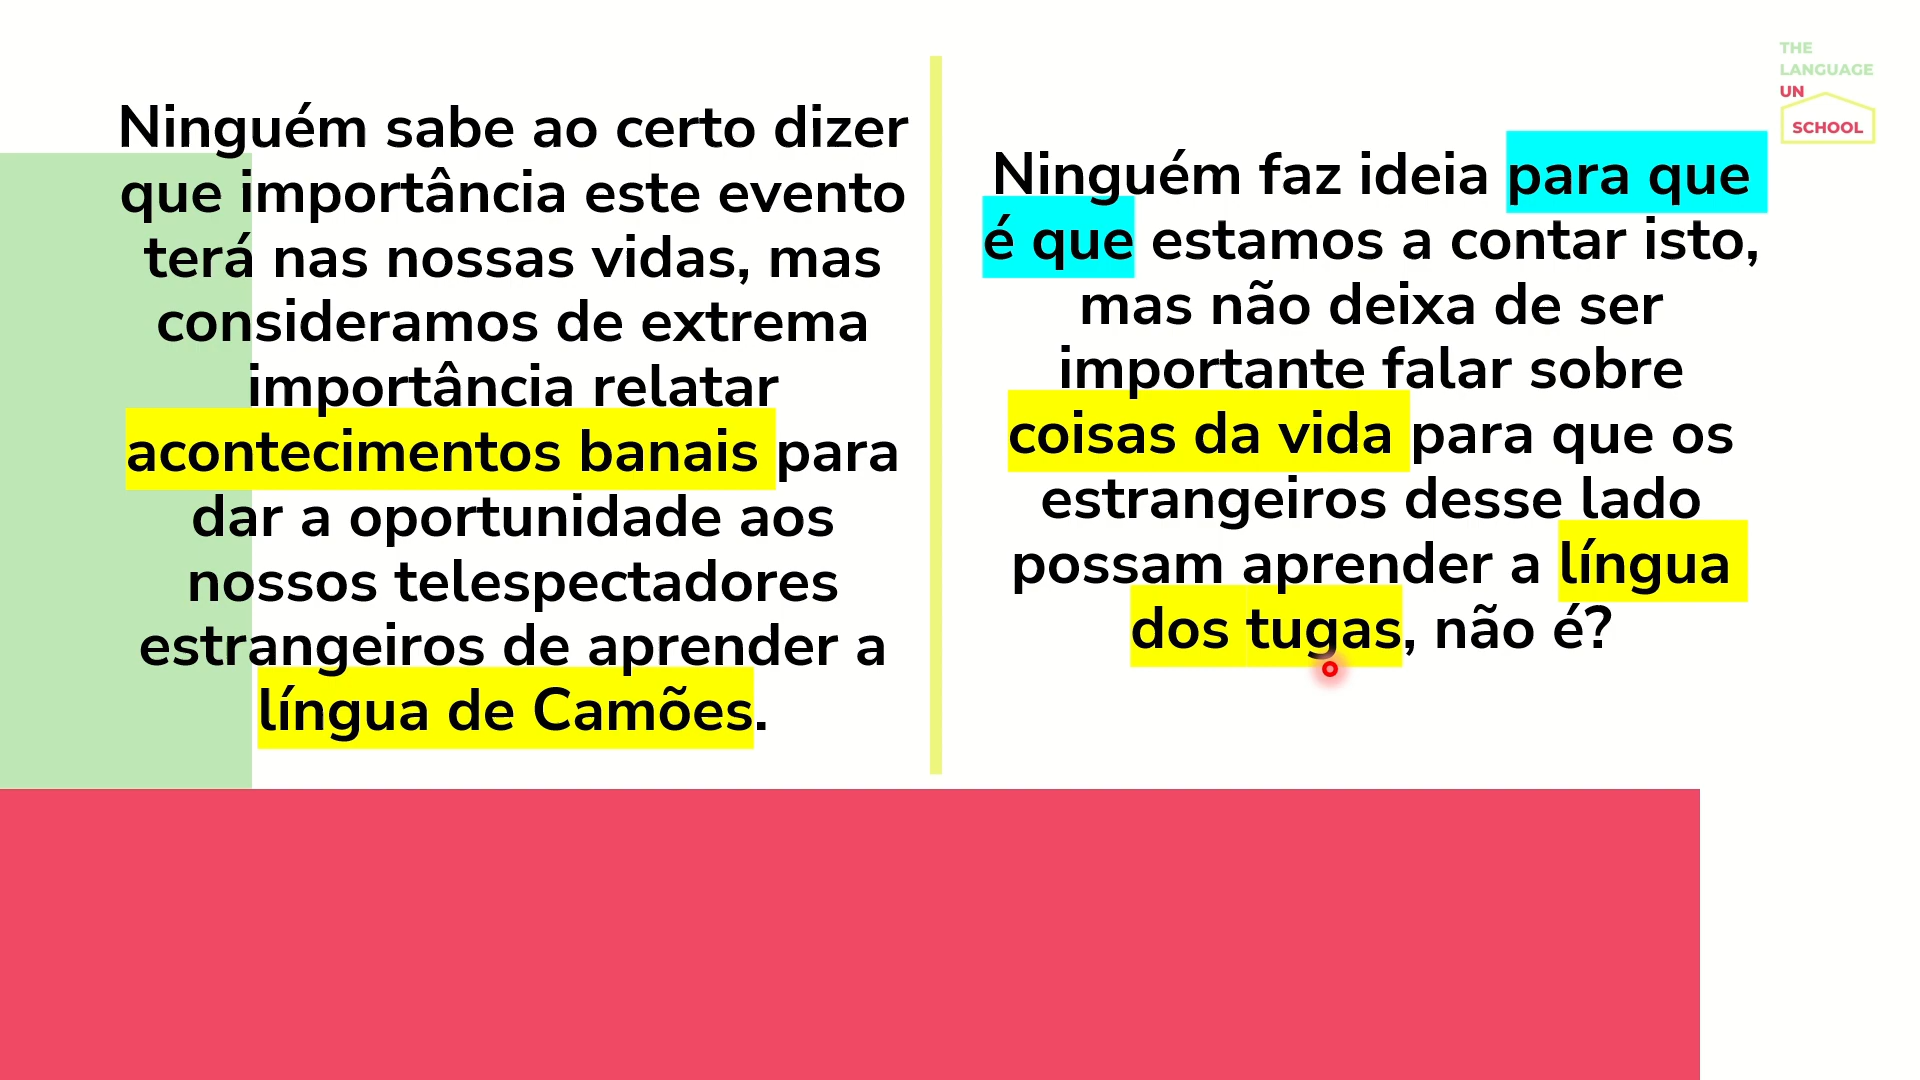 Ninguém sabe ao certo dizer
que importância este evento
terá nas nossas vidas, mas
consideramos de extrema
importância relatar
acontecimentos banais para
dar a oportunidade aos
nossos telespectadores
estrangeiros de aprender a
língua de Camões.
Ninguém faz ideia para que
é que estamos a contar isto,
mas não deixa de ser
importante falar sobre
coisas da vida para que os
estrangeiros desse lado
possam aprender a língua
dos tugas, não é?
THE
LANGUAGE
UN
SCHOOL